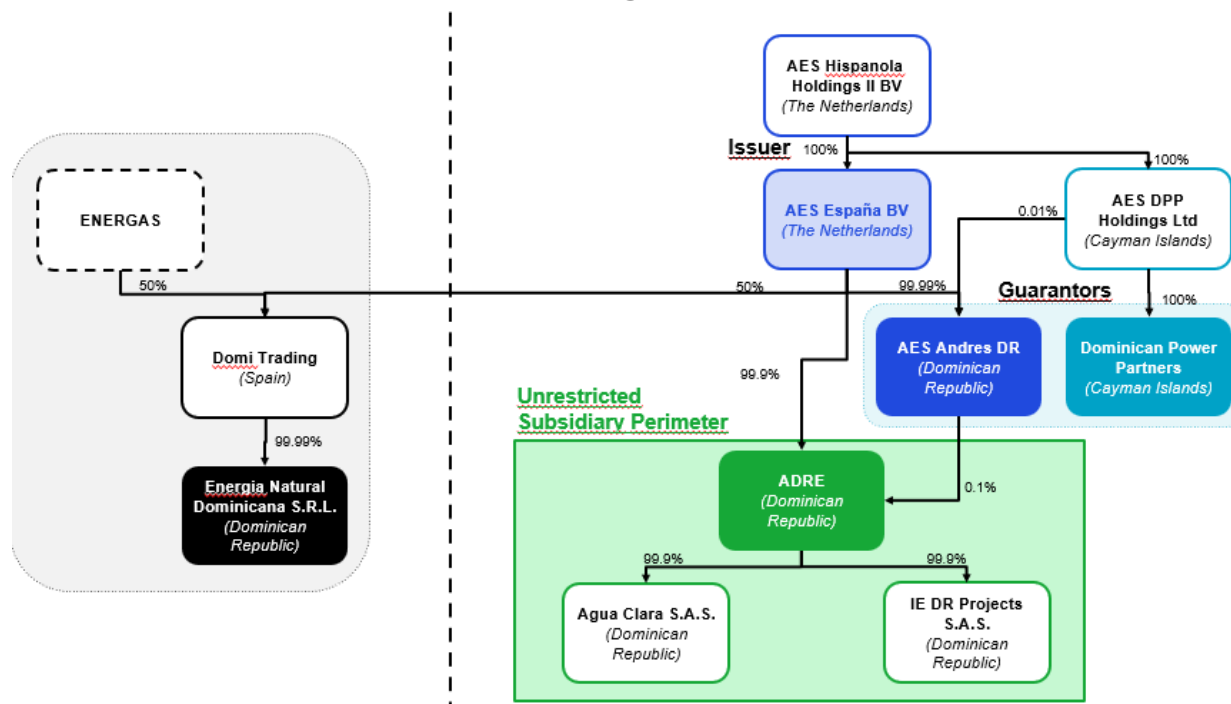 AES Hispanola
Holdings II BV
(The Netherlands)
Issuer
100%
100%
ENERGAS
AES España BV
(The Netherlands)
0.01%
AES DPP
Holdings Ltd
(Cayman Islands)
50%
50%
99.99%
Guarantors
100%
Domi Trading
(Spain)
AES Andres DR
(Dominican
Republic)
Dominican Power
Partners
(Cayman Islands)
99.9%
Unrestricted
Subsidiary Perimeter
99.99%
Energia Natural
Dominicana S.R.L.
(Dominican
Republic)
ADRE
(Dominican
Republic)
0.1%
99.9%
99.9%
Agua Clara S.A.S.
(Dominican
Republic)
IE DR Projects
S.A.S.
(Dominican
Republic)